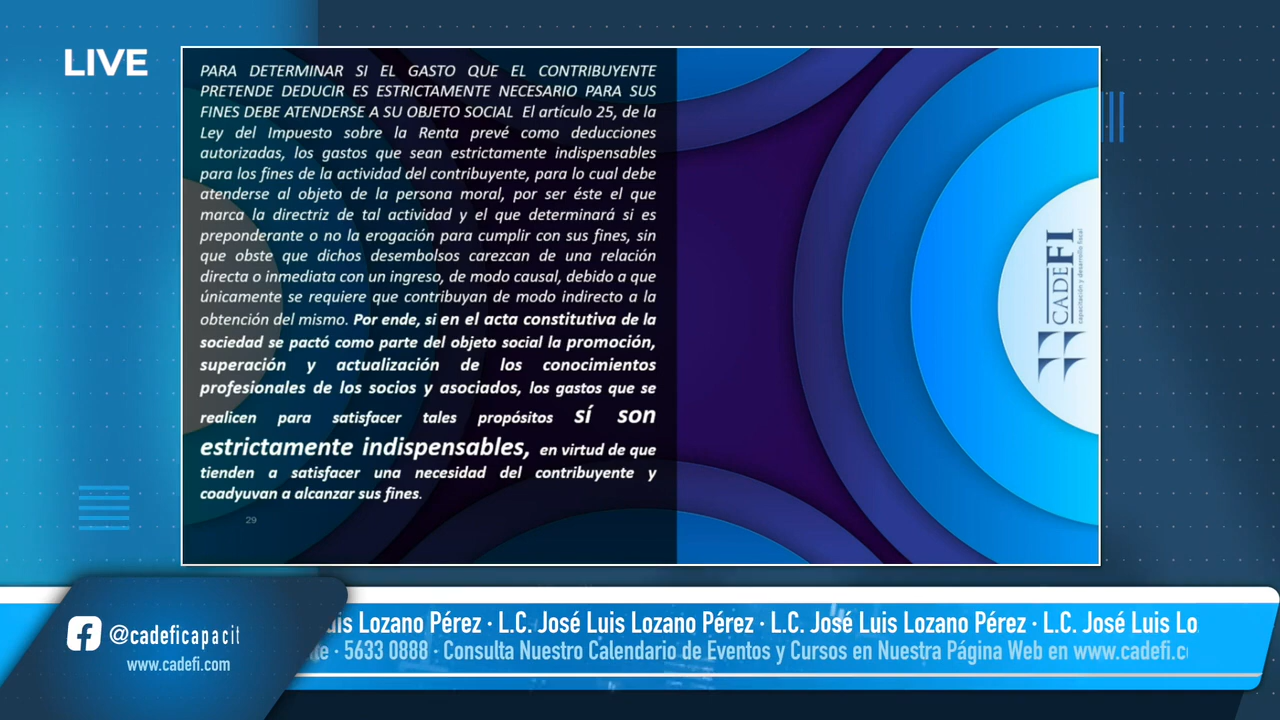 LIVE
PARA DETERMINAR SI EL GASTO QUE EL CONTRIBUYENTE
PRETENDE DEDUCIR ES ESTRICTAMENTE NECESARIO PARA SUS
FINES DEBE ATENDERSE A SU OBJETO SOCIAL El artículo 25, de la
Ley del Impuesto sobre la Renta prevé como deducciones
autorizadas, los gastos que sean estrictamente indispensables
para los fines de la actividad del contribuyente, para lo cual debe
atenderse al objeto de la persona moral, por ser éste el que
marca la directriz de tal actividad y el que determinará si es
preponderante o no la erogación para cumplir con sus fines, sin
que obste que dichos desembolsos carezcan de una relación
directa o inmediata con un ingreso, de modo causal, debido a que
únicamente se requiere que contribuyan de modo indirecto a la
obtención del mismo. Por ende, si en el acta constitutiva de la
sociedad se pactó como parte del objeto social la promoción,
superación y actualización de los conocimientos
profesionales de los socios y asociados, los gastos que se
realicen para satisfacer tales propósitos sí son
estrictamente indispensables, en virtud de que
tienden a satisfacer una necesidad del contribuyente y
coadyuvan a alcanzar sus fines.
29
CADEFI
capacitación y desarrollo fiscal
@cadeficapacit
www.cadefi.com
uis Lozano Pérez · L.C. José Luis Lozano Pérez · L.C. José Luis Lozano Pérez · L.C. José Luis Lo
te · 5633 0888 · Consulta Nuestro Calendario de Eventos y Cursos en Nuestra Página Web en www.cadefi.c